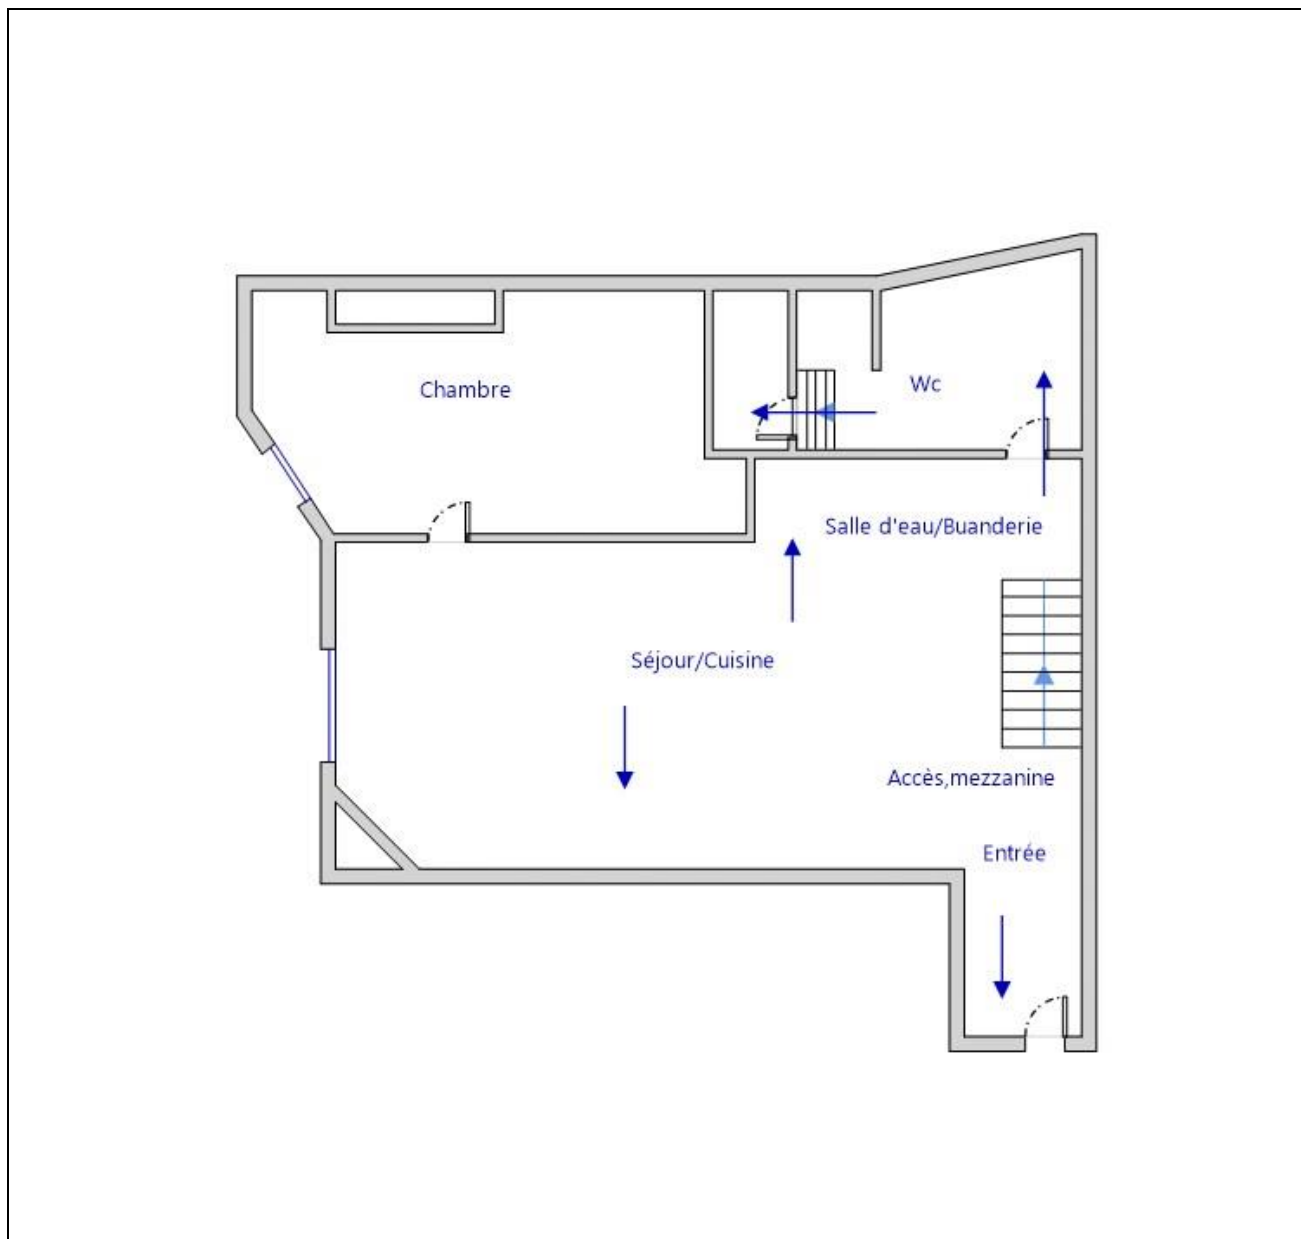 Chambre
Wc
Salle d'eau/Buanderie
Séjour/Cuisine
Accès,mezzanine
Entrée